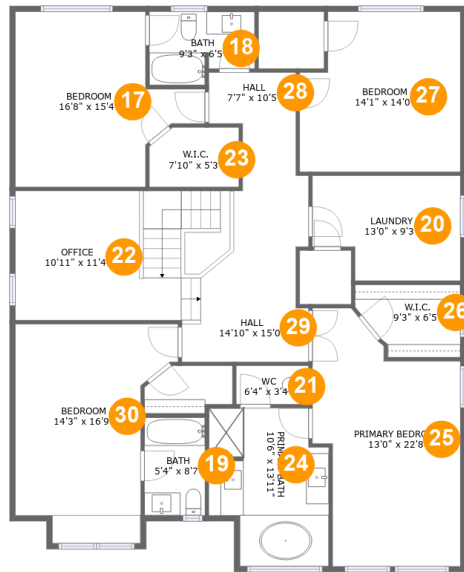 BATH
9'3" x 6'5
18
BEDROOM
16'8" x 15'4
17
HALL
7'7" x 10'5
28
BEDROOM
14'1" x 14'0
27
W.I.C.
7'10" x 5'3
23
LAUNDRY
13'0" x 9'3
20
OFFICE
10'11" x 11'4
22
W.I.C.
9'3" x 6'5
26
HALL
14'10" x 15'0
29
WC
6'4" x 3'4
21
BEDROOM
14'3" x 16'9
30
PRIMARY BEDRO
13'0" x 22'8
25
BATH
5'4" x 8'7
19
BATH
10'6" x 13'11"
24